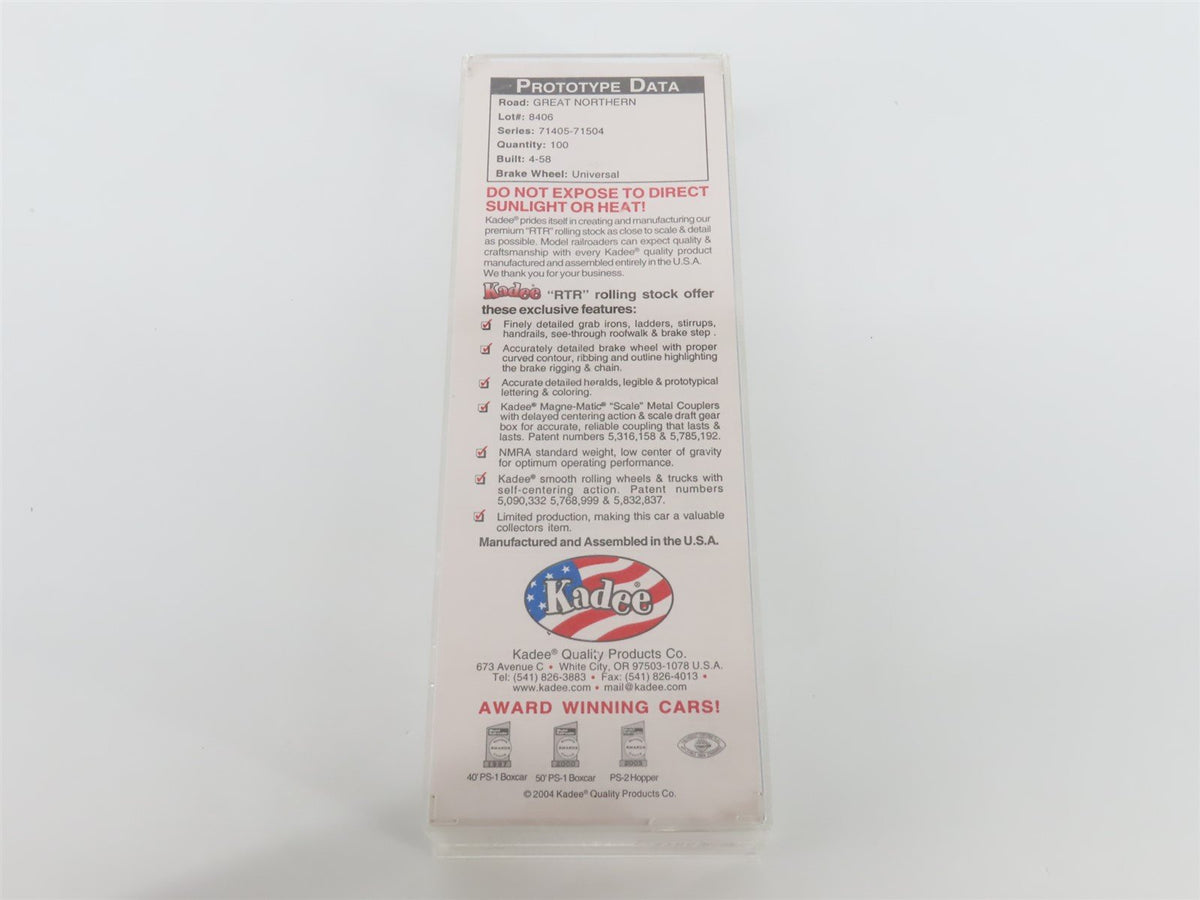 PROTOTYPE DATA
Road: GREAT NORTHERN
Lot#: 8406
Series: 71405-71504
Quantity: 100
Built: 4-58
Brake Wheel: Universal
DO NOT EXPOSE TO DIRECT
SUNLIGHT OR HEAT!
Kadee® prides itself in creating and manufacturing our
premium "RTR" rolling stock as close to scale & detail
as possible. Model railroaders can expect quality &
craftsmanship with every Kadee® quality product
manufactured and assembled entirely in the U.S.A.
We thank you for your business.
Kadee "RTR" rolling stock offer
these exclusive features:
Finely detailed grab irons, ladders, stirrups,
handrails, see-through roofwalk & brake step .
Accurately detailed brake wheel with proper
curved contour, ribbing and outline highlighting
the brake rigging & chain.
Accurate detailed heralds, legible & prototypical
lettering & coloring.
Kadee® Magne-Matic® "Scale" Metal Couplers
with delayed centering action & scale draft gear
box for accurate, reliable coupling that lasts &
lasts. Patent numbers 5,316,158 & 5,785,192.
NMRA standard weight, low center of gravity
for optimum operating performance.
Kadee® smooth rolling wheels & trucks with
self-centering action. Patent numbers
5,090,332 5,768,999 & 5,832,837.
Limited production, making this car a valuable
collectors item.
Manufactured and Assembled in the U.S.A.
Kadee®
Kadee® Quality Products Co.
673 Avenue C • White City, OR 97503-1078 U.S.A.
Tel: (541) 826-3883 • Fax: (541) 826-4013 •
www.kadee.com • mail@kadee.com
AWARD WINNING CARS!
AWARDS AWARDS AWARDS
1997 2000 2003
40' PS-1 Boxcar 50' PS-1 Boxcar PS-2 Hopper
© 2004 Kadee® Quality Products Co.